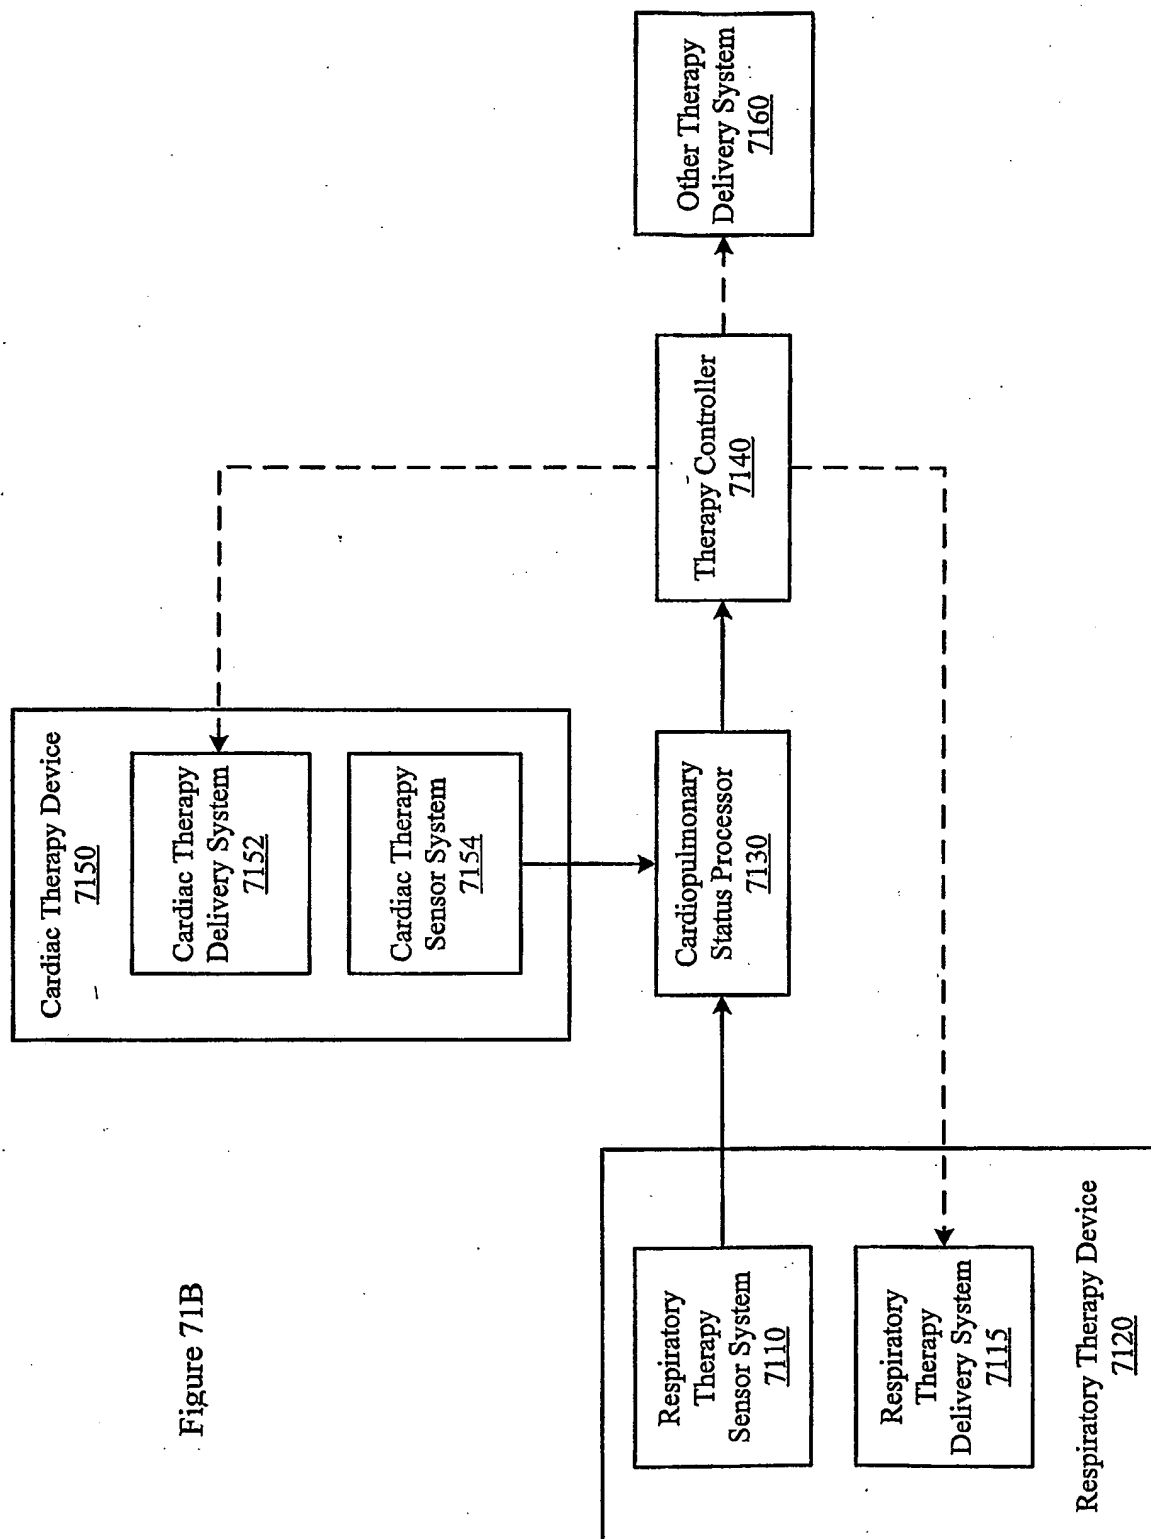 Cardiac Therapy Device
7150
Cardiac Therapy
Delivery System
7152
Cardiac Therapy
Sensor System
7154
Respiratory
Therapy
Sensor System
7110
Cardiopulmonary
Status Processor
7130
Therapy Controller
7140
Other Therapy
Delivery System
7160
Respiratory
Therapy
Delivery System
7115
Respiratory Therapy Device
7120
Figure 71B